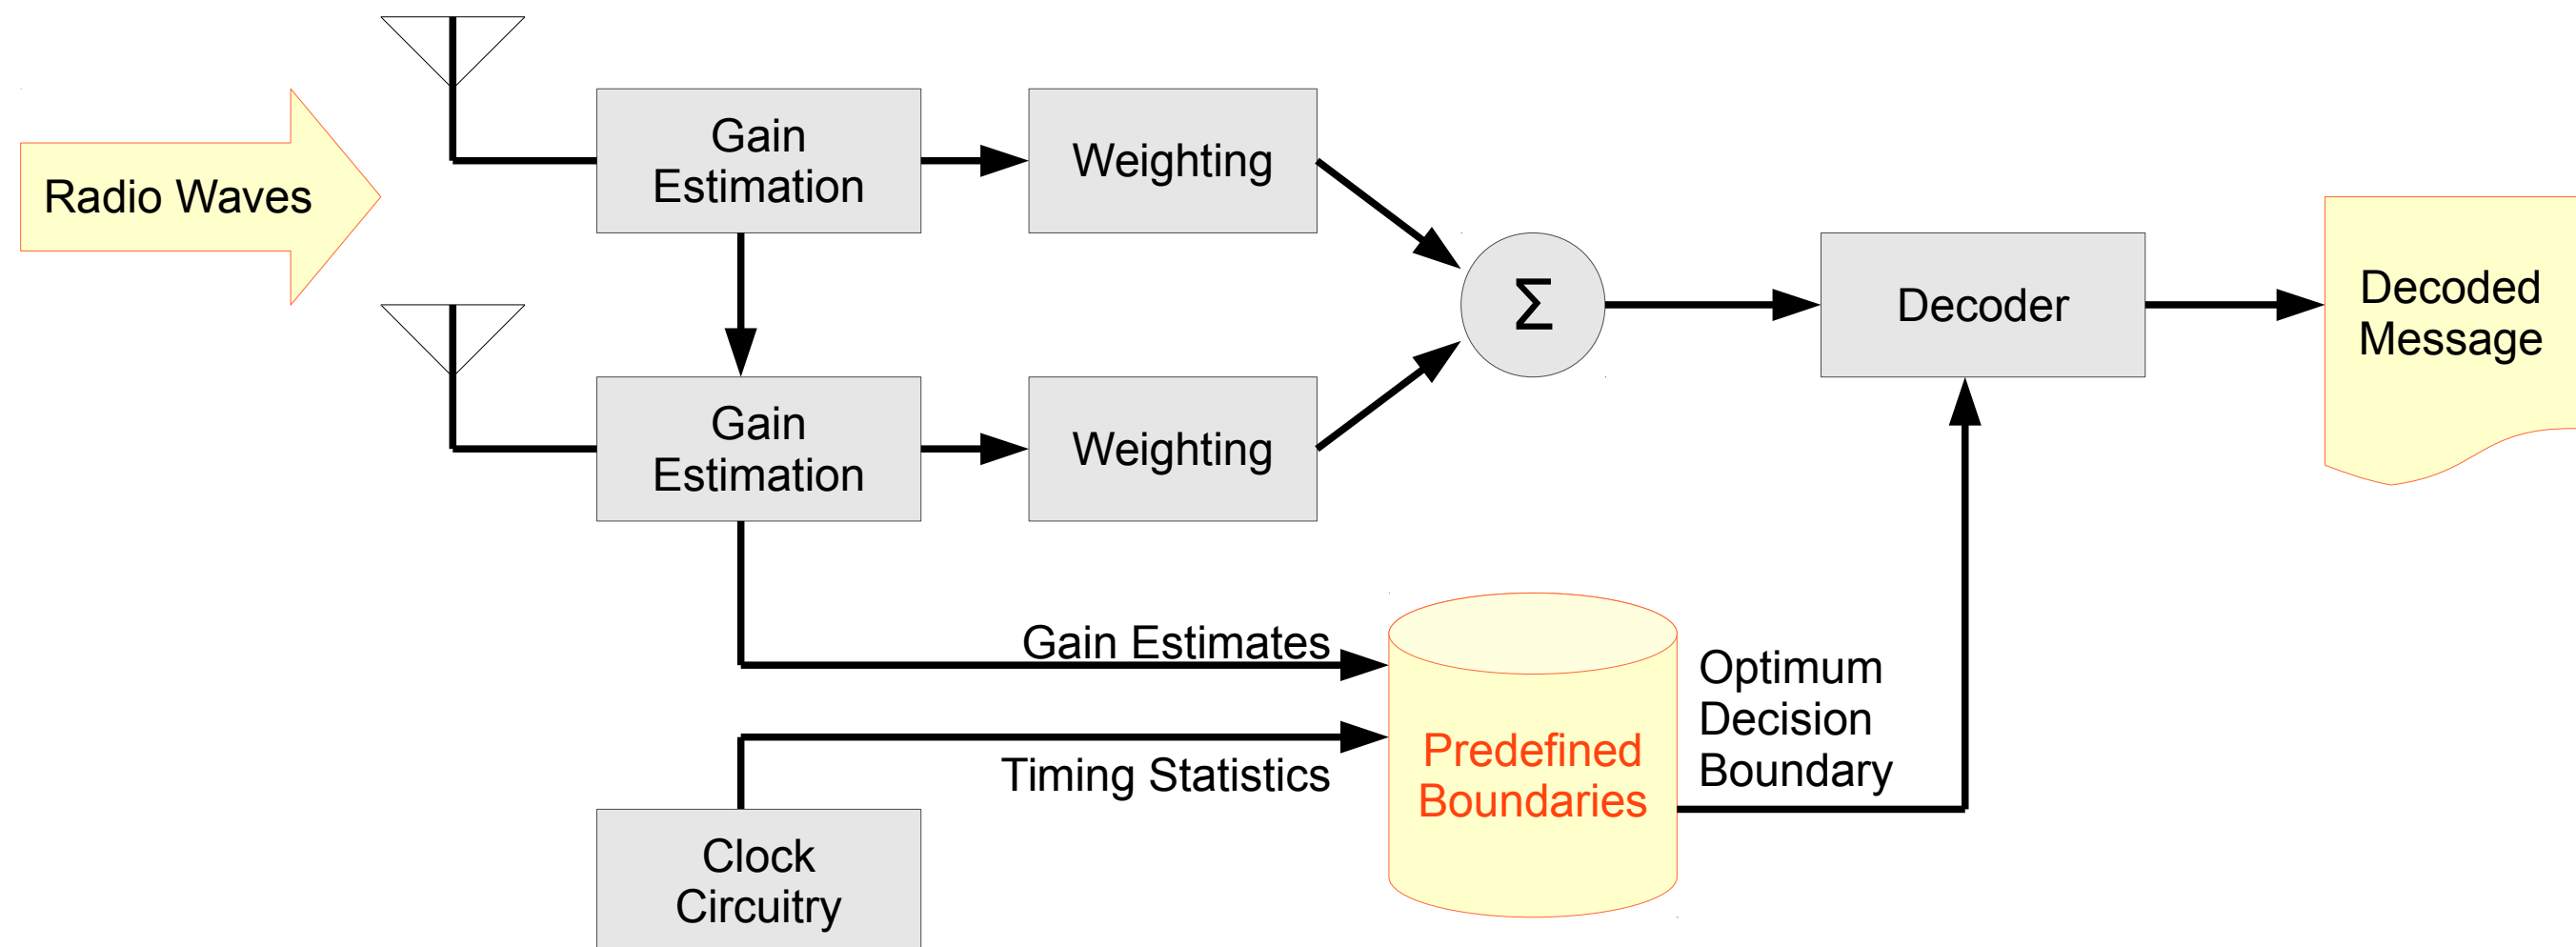 Radio Waves
Gain
Estimation
Weighting
Gain
Estimation
Weighting
Σ
Decoder
Decoded
Message
Gain Estimates
Timing Statistics
Clock
Circuitry
Predefined
Boundaries
Optimum
Decision
Boundary